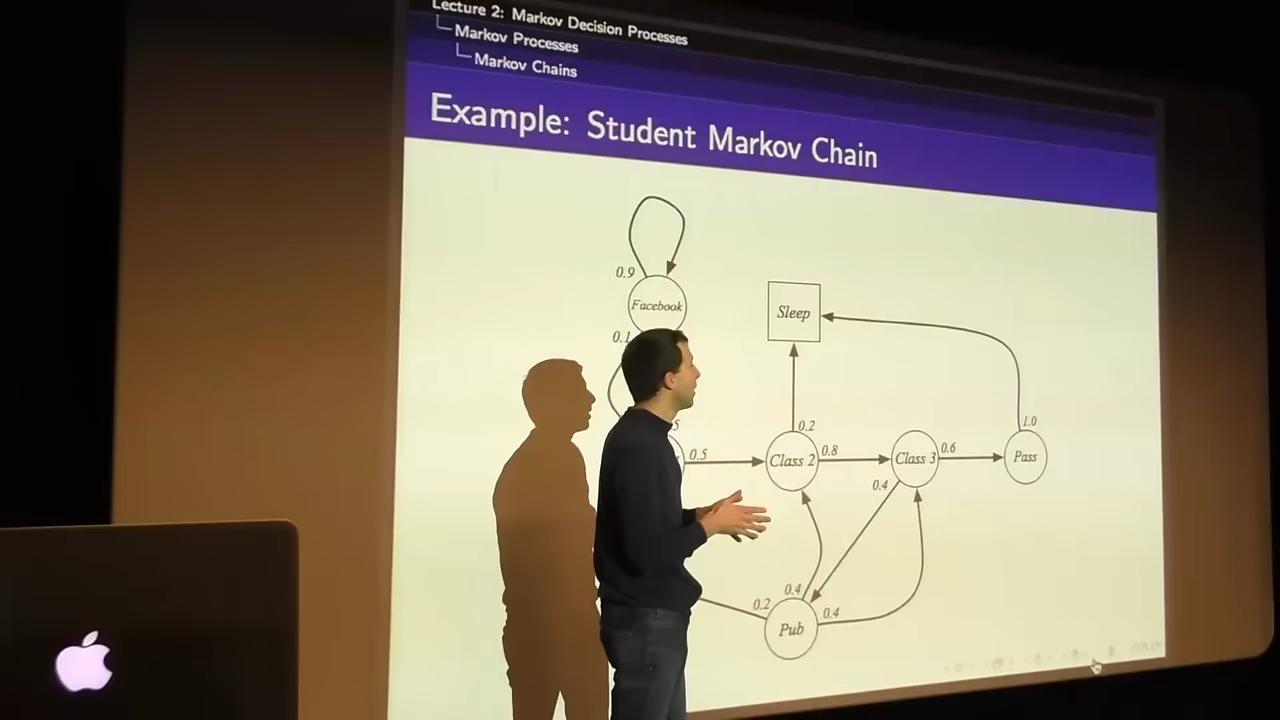 Lecture 2: Markov Decision Processes
Markov Processes
Markov Chains
Example: Student Markov Chain
0.9
Facebook
0.1
Sleep
1.0
0.2
0.5
Class 2
0.8
Class 3
0.6
Pass
0.4
0.4
0.2
0.4
Pub